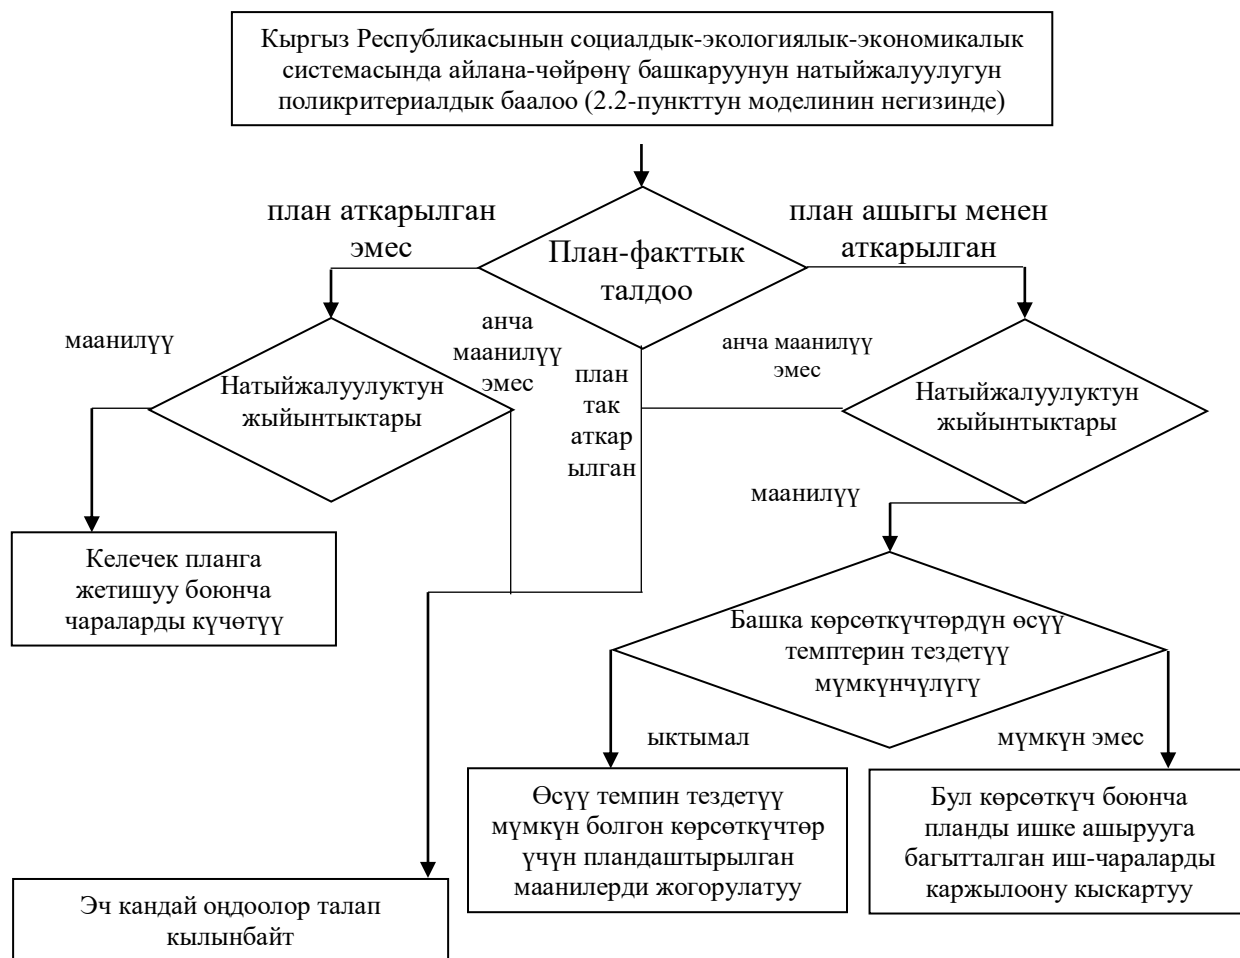 Кыргыз Республикасынын социалдык-экологиялык-экономикалык
системасында айлана-чөйрөнү башкаруунун натыйжалуулугун
поликритериалдык баалоо (2.2-пункттун моделинин негизинде)
план аткарылган
эмес
План-факттык
талдоо
план ашыгы менен
аткарылган
маанилүү
Натыйжалуулуктун
жыйынтыктары
анча
маанилүү
эмес
план
так
аткар
ылган
анча маанилүү
эмес
Натыйжалуулуктун
жыйынтыктары
маанилүү
Келечек планга
жетишүү боюнча
чараларды күчөтүү
Башка көрсөткүчтөрдүн өсүү
темптерин тездетүү
мүмкүнчүлүгү
ыктымал
мүмкүн эмес
Өсүү темпин тездетүү
мүмкүн болгон көрсөткүчтөр
үчүн пландаштырылган
маанилерди жогорулатуу
Бул көрсөткүч боюнча
планды ишке ашырууга
багытталган иш-чараларды
каржылоону кыскартуу
Эч кандай оңдоолор талап
кылынбайт